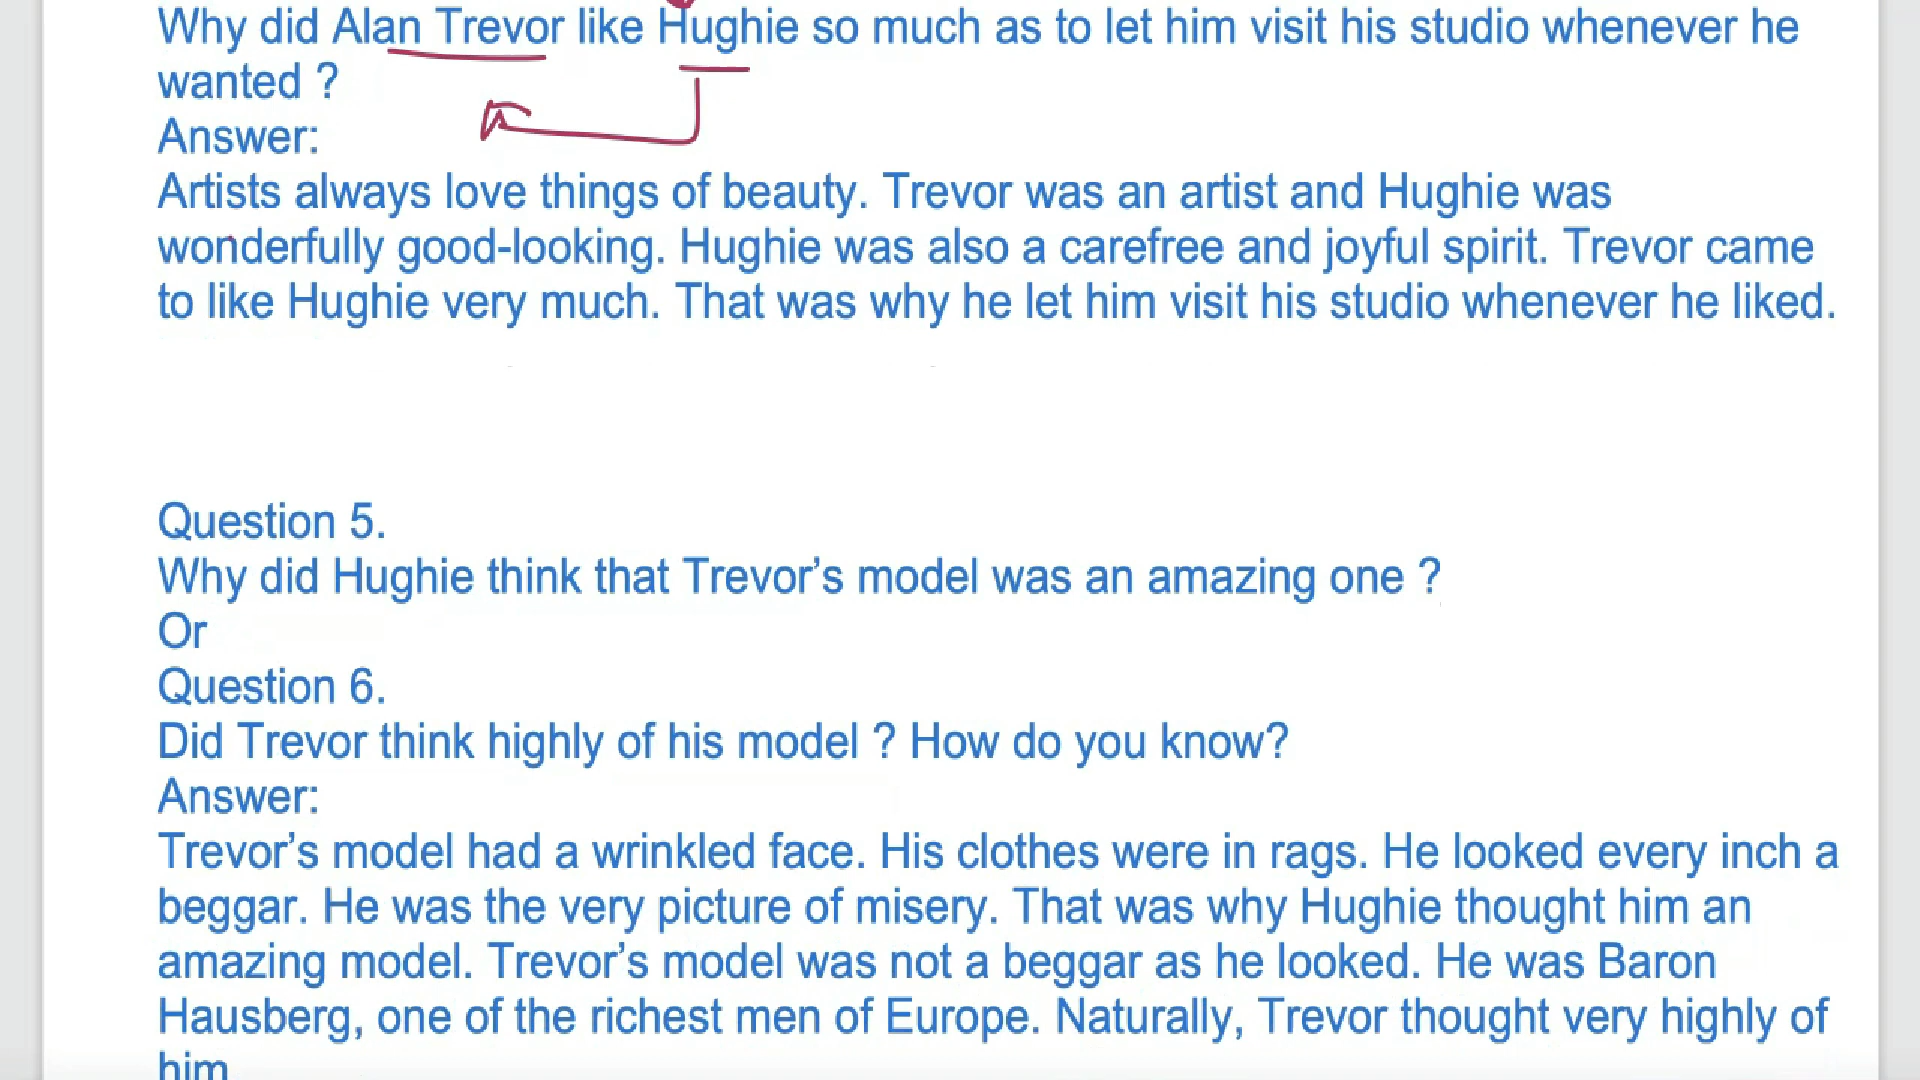 Why did Alan Trevor like Hughie so much as to let him visit his studio whenever he
wanted ?
Answer:
Artists always love things of beauty. Trevor was an artist and Hughie was
wonderfully good-looking. Hughie was also a carefree and joyful spirit. Trevor came
to like Hughie very much. That was why he let him visit his studio whenever he liked.
Question 5.
Why did Hughie think that Trevor’s model was an amazing one ?
Or
Question 6.
Did Trevor think highly of his model ? How do you know?
Answer:
Trevor’s model had a wrinkled face. His clothes were in rags. He looked every inch a
beggar. He was the very picture of misery. That was why Hughie thought him an
amazing model. Trevor’s model was not a beggar as he looked. He was Baron
Hausberg, one of the richest men of Europe. Naturally, Trevor thought very highly of
him